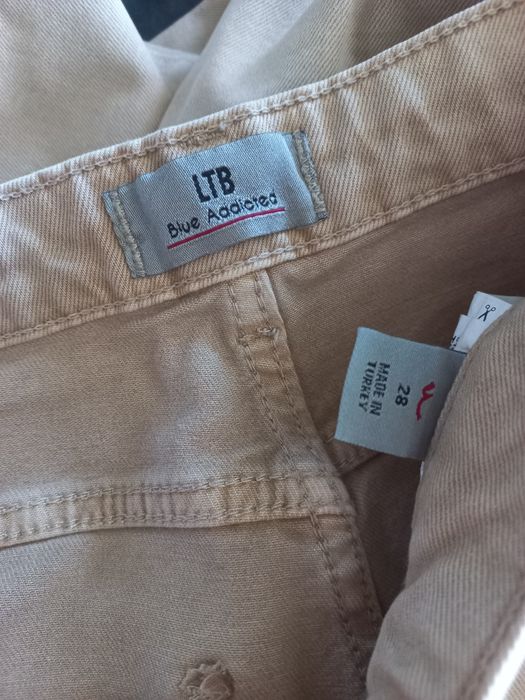 LTB
Blue Addicted
28
MADE IN
TURKEY